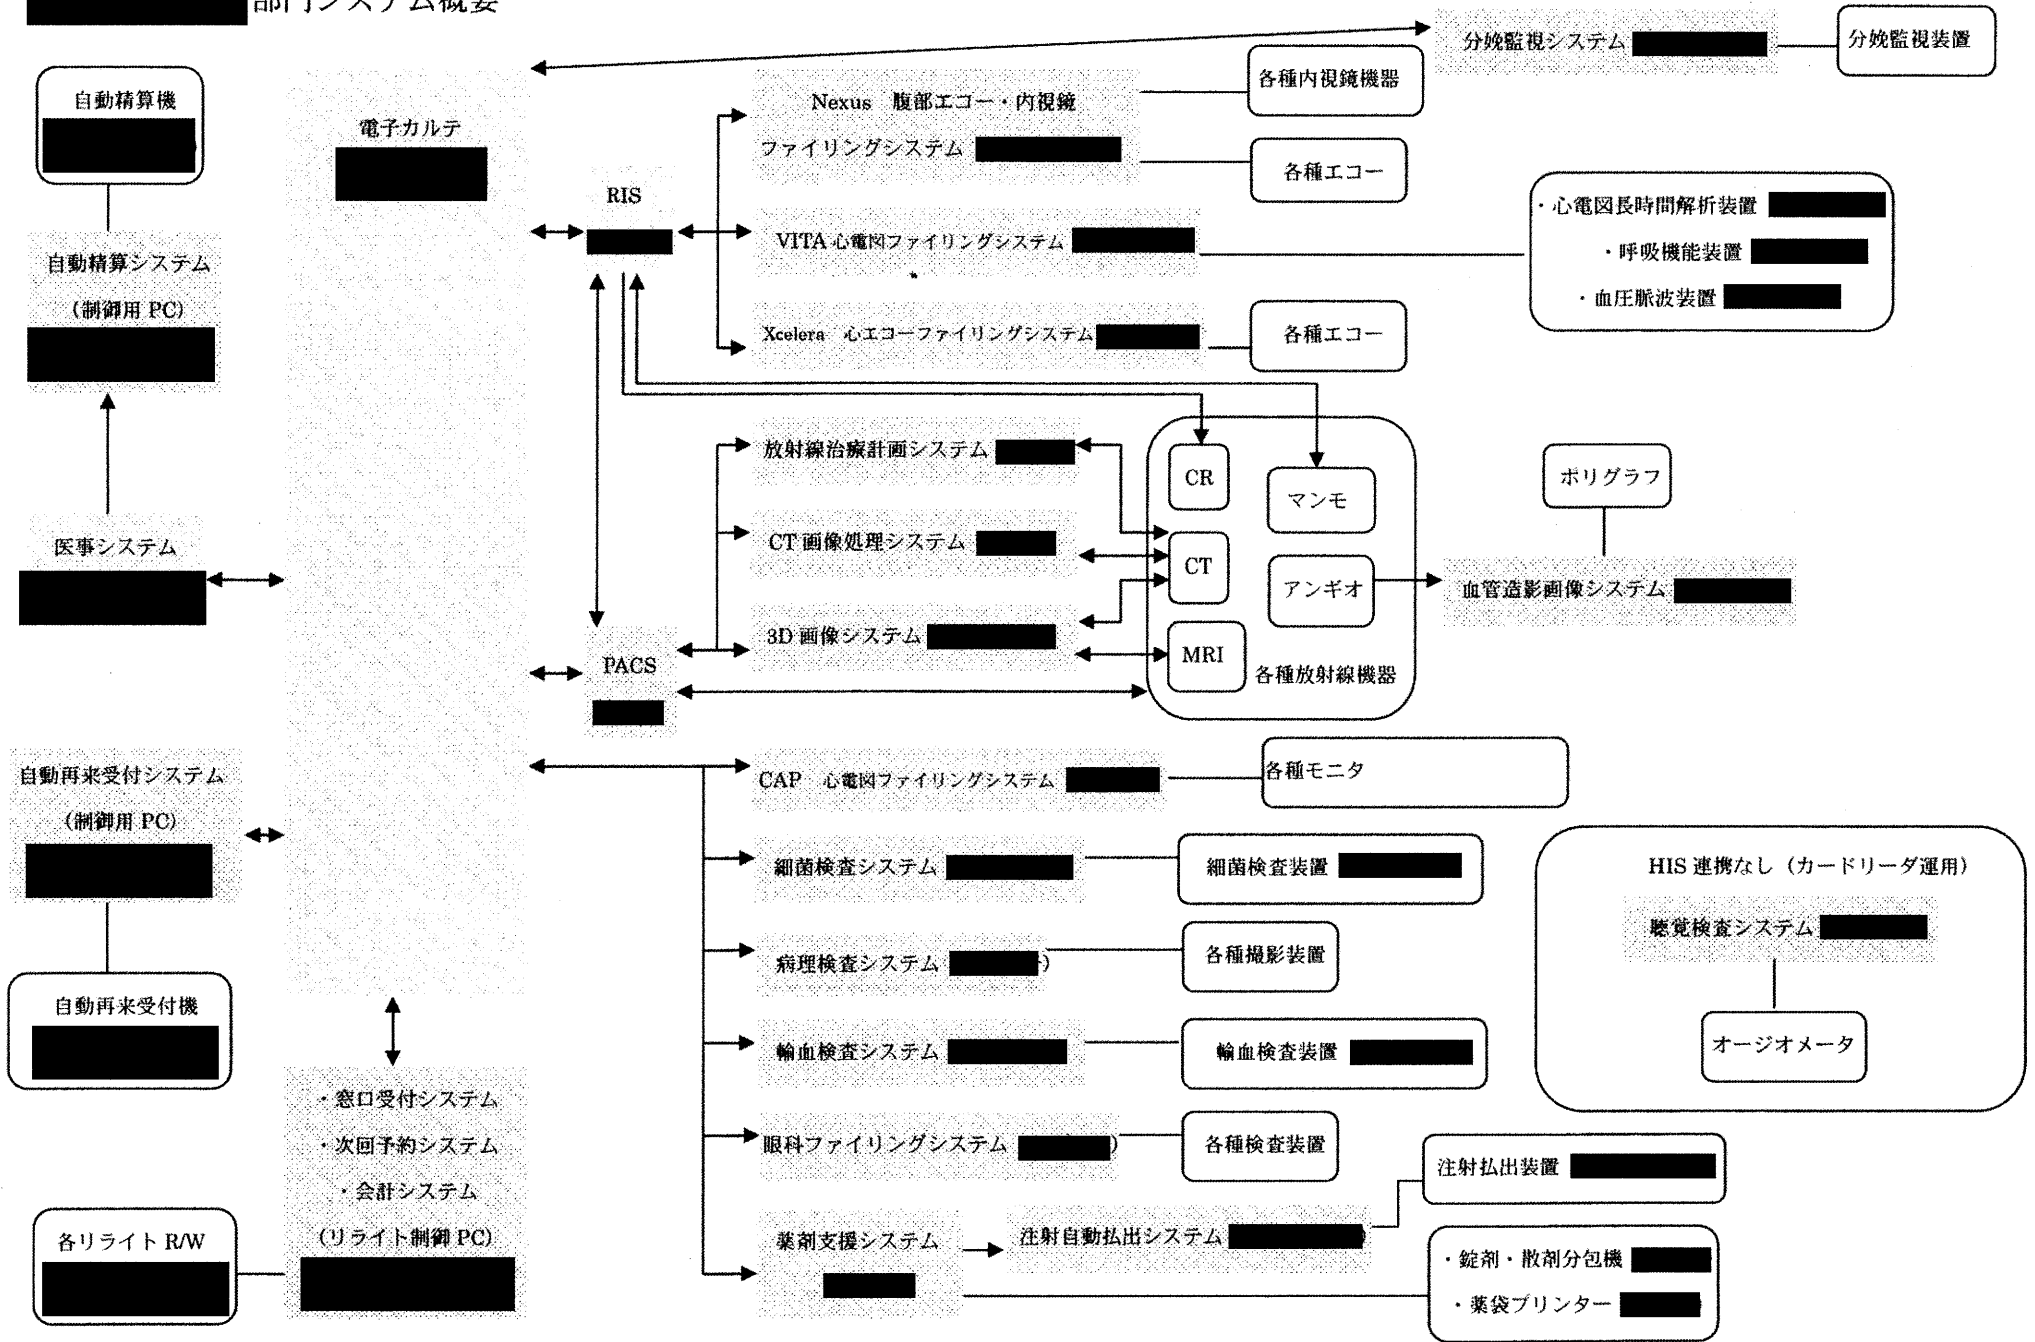 部門システム概要
自動精算機
自動精算システム
(制御用 PC)
医事システム
自動再来受付システム
(制御用 PC)
自動再来受付機
各リライト R/W
電子カルテ
・窓口受付システム
・次回予約システム
・会計システム
(リライト制御 PC)
RIS
PACS
分娩監視システム
分娩監視装置
Nexus 腹部エコー・内視鏡
ファイリングシステム
各種内視鏡機器
各種エコー
VITA 心電図ファイリングシステム
・心電図長時間解析装置
・呼吸機能装置
・血圧脈波装置
Xcelera 心エコーファイリングシステム
各種エコー
放射線治療計画システム
CT 画像処理システム
3D 画像システム
CR
CT
MRI
マンモ
アンギオ
各種放射線機器
ポリグラフ
血管造影画像システム
CAP 心電図ファイリングシステム
各種モニタ
細菌検査システム
細菌検査装置
病理検査システム )
各種撮影装置
輸血検査システム
輸血検査装置
眼科ファイリングシステム )
各種検査装置
薬剤支援システム
注射自動払出システム )
注射払出装置
・錠剤・散剤分包機
・薬袋プリンター
HIS 連携なし（カードリーダ運用）
聴覚検査システム
オージオメータ